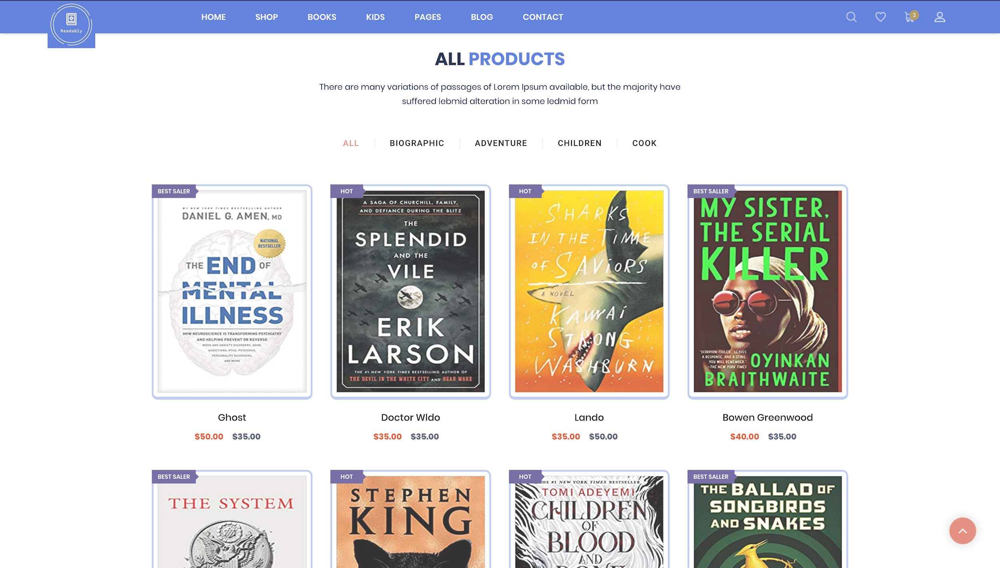 Readably
HOME SHOP BOOKS KIDS PAGES BLOG CONTACT
3
ALL PRODUCTS
There are many variations of passages of Lorem Ipsum available, but the majority have
suffered lebmid alteration in some ledmid form
ALL BIOGRAPHIC ADVENTURE CHILDREN COOK
BEST SALER
#1 NEW YORK TIMES BESTSELLING AUTHOR
DANIEL G. AMEN, MD
NATIONAL
BESTSELLER
THE END OF
MENTAL
ILLNESS
HOW NEUROSCIENCE IS TRANSFORMING PSYCHIATRY
AND HELPING PREVENT OR REVERSE
MOOD AND ANXIETY DISORDERS, ADHD,
ADDICTIONS, PTSD, PSYCHOSIS,
PERSONALITY DISORDERS,
AND MORE
Ghost
$50.00 $35.00
HOT
A SAGA OF CHURCHILL, FAMILY,
AND DEFIANCE DURING THE BLITZ
THE
SPLENDID
AND THE
VILE
ERIK
LARSON
THE #1 NEW YORK TIMES BESTSELLING AUTHOR OF
THE DEVIL IN THE WHITE CITY AND DEAD WAKE
Doctor Wldo
$35.00 $35.00
HOT
SHARKS
IN THE TIME
OF SAVIORS
A NOVEL
KAWAI
STRONG
WASHBURN
Lando
$35.00 $50.00
BEST SALLER
MY SISTER,
THE SERIAL
KILLER
"SCORPION-TAILED... LEAVES
A RESPONSE, AND A STING,
YOU WILL REMEMBER."
—THE NEW YORK TIMES
OYINKAN
BRAITHWAITE
Bowen Greenwood
$40.00 $35.00
BEST SALER
THE SYSTEM
HOT
STEPHEN
KING
HOT
THE #1 NEW YORK TIMES BESTSELLER
TOMI ADEYEMI
CHILDREN
OF
BLOOD
AND
BONE
BEST SALLER
THE BALLAD OF
SONGBIRDS
AND SNAKES